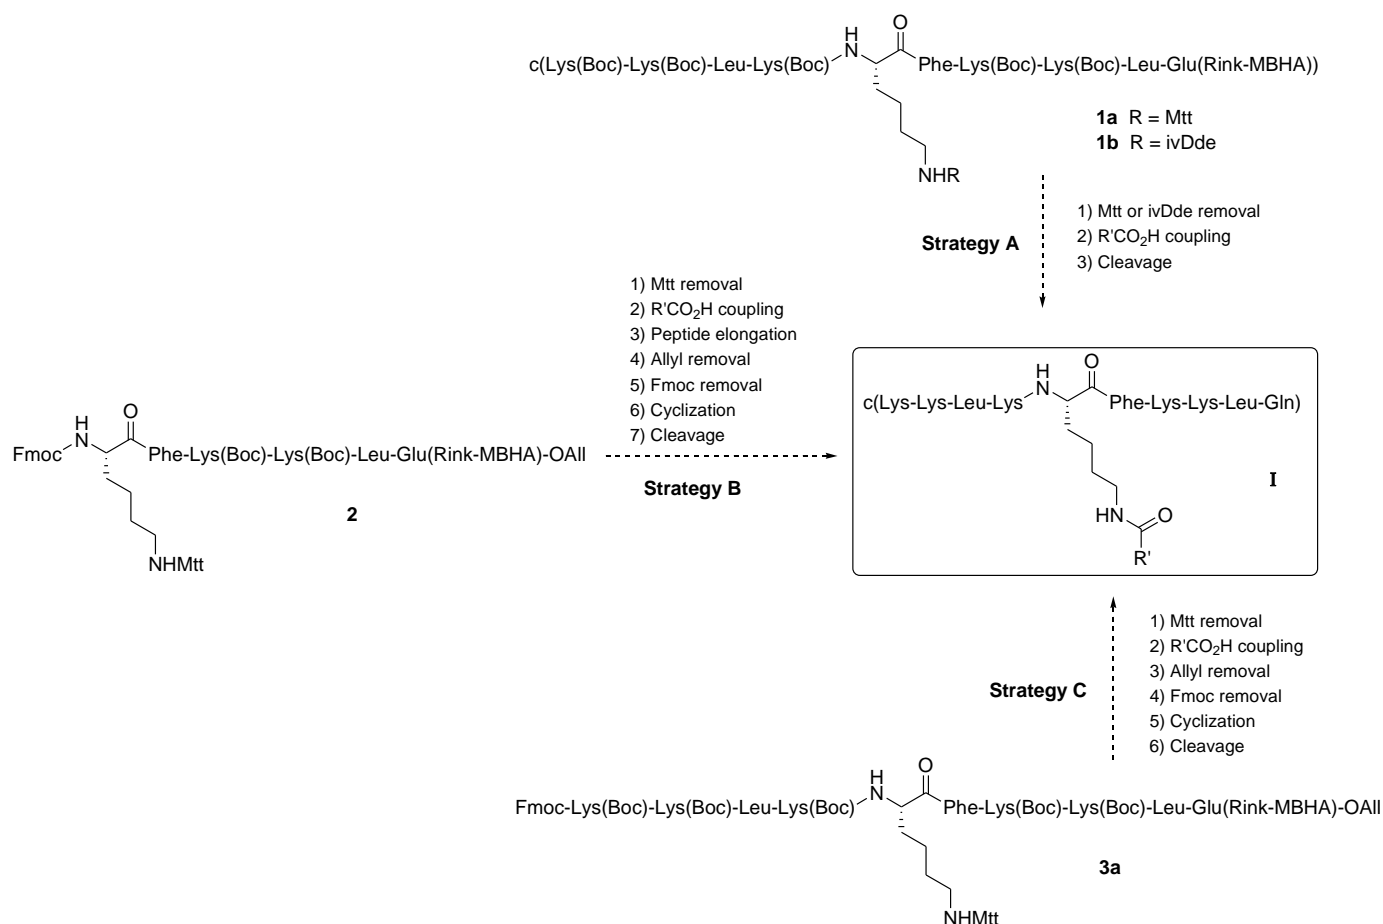 c(Lys(Boc)-Lys(Boc)-Leu-Lys(Boc)
H
N
O
Phe-Lys(Boc)-Lys(Boc)-Leu-Glu(Rink-MBHA))
NHR
1a R = Mtt
1b R = ivDde
Strategy A
1) Mtt or ivDde removal
2) R'CO2H coupling
3) Cleavage
1) Mtt removal
2) R'CO2H coupling
3) Peptide elongation
4) Allyl removal
5) Fmoc removal
6) Cyclization
7) Cleavage
Strategy B
Fmoc
H
N
O
Phe-Lys(Boc)-Lys(Boc)-Leu-Glu(Rink-MBHA)-OAll
2
NHMtt
c(Lys-Lys-Leu-Lys
H
N
O
Phe-Lys-Lys-Leu-Gln)
I
HN
O
R'
Strategy C
1) Mtt removal
2) R'CO2H coupling
3) Allyl removal
4) Fmoc removal
5) Cyclization
6) Cleavage
Fmoc-Lys(Boc)-Lys(Boc)-Leu-Lys(Boc)
H
N
O
Phe-Lys(Boc)-Lys(Boc)-Leu-Glu(Rink-MBHA)-OAll
3a
NHMtt